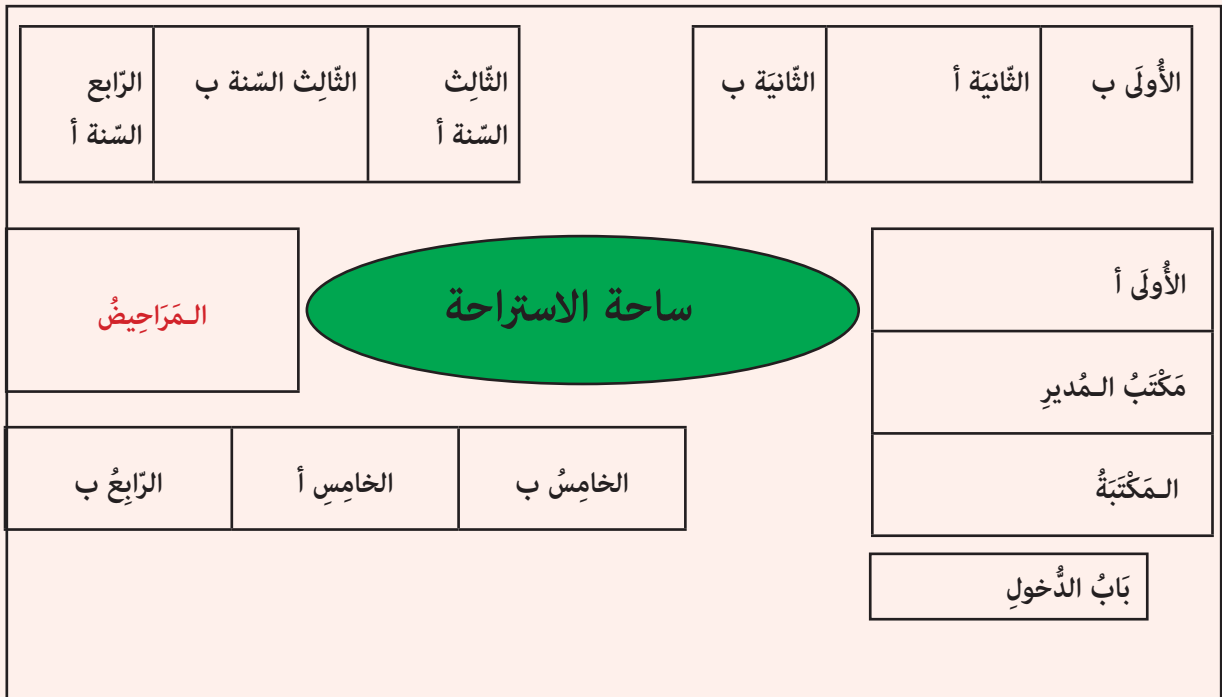 الأُولَى ب
الثّانيَة أ
الثّانيَة ب
الثّالِث
السّنة أ
الثّالِث السّنة ب
الرّابع
السّنة أ
الأُولَى أ
مَكْتَبُ الـمُديرِ
الـمَكْتَبَةُ
بَابُ الدُّخولِ
ساحة الاستراحة
الـمَرَاحِيضُ
الخامِسُ ب
الخامِسِ أ
الرّابِعُ ب